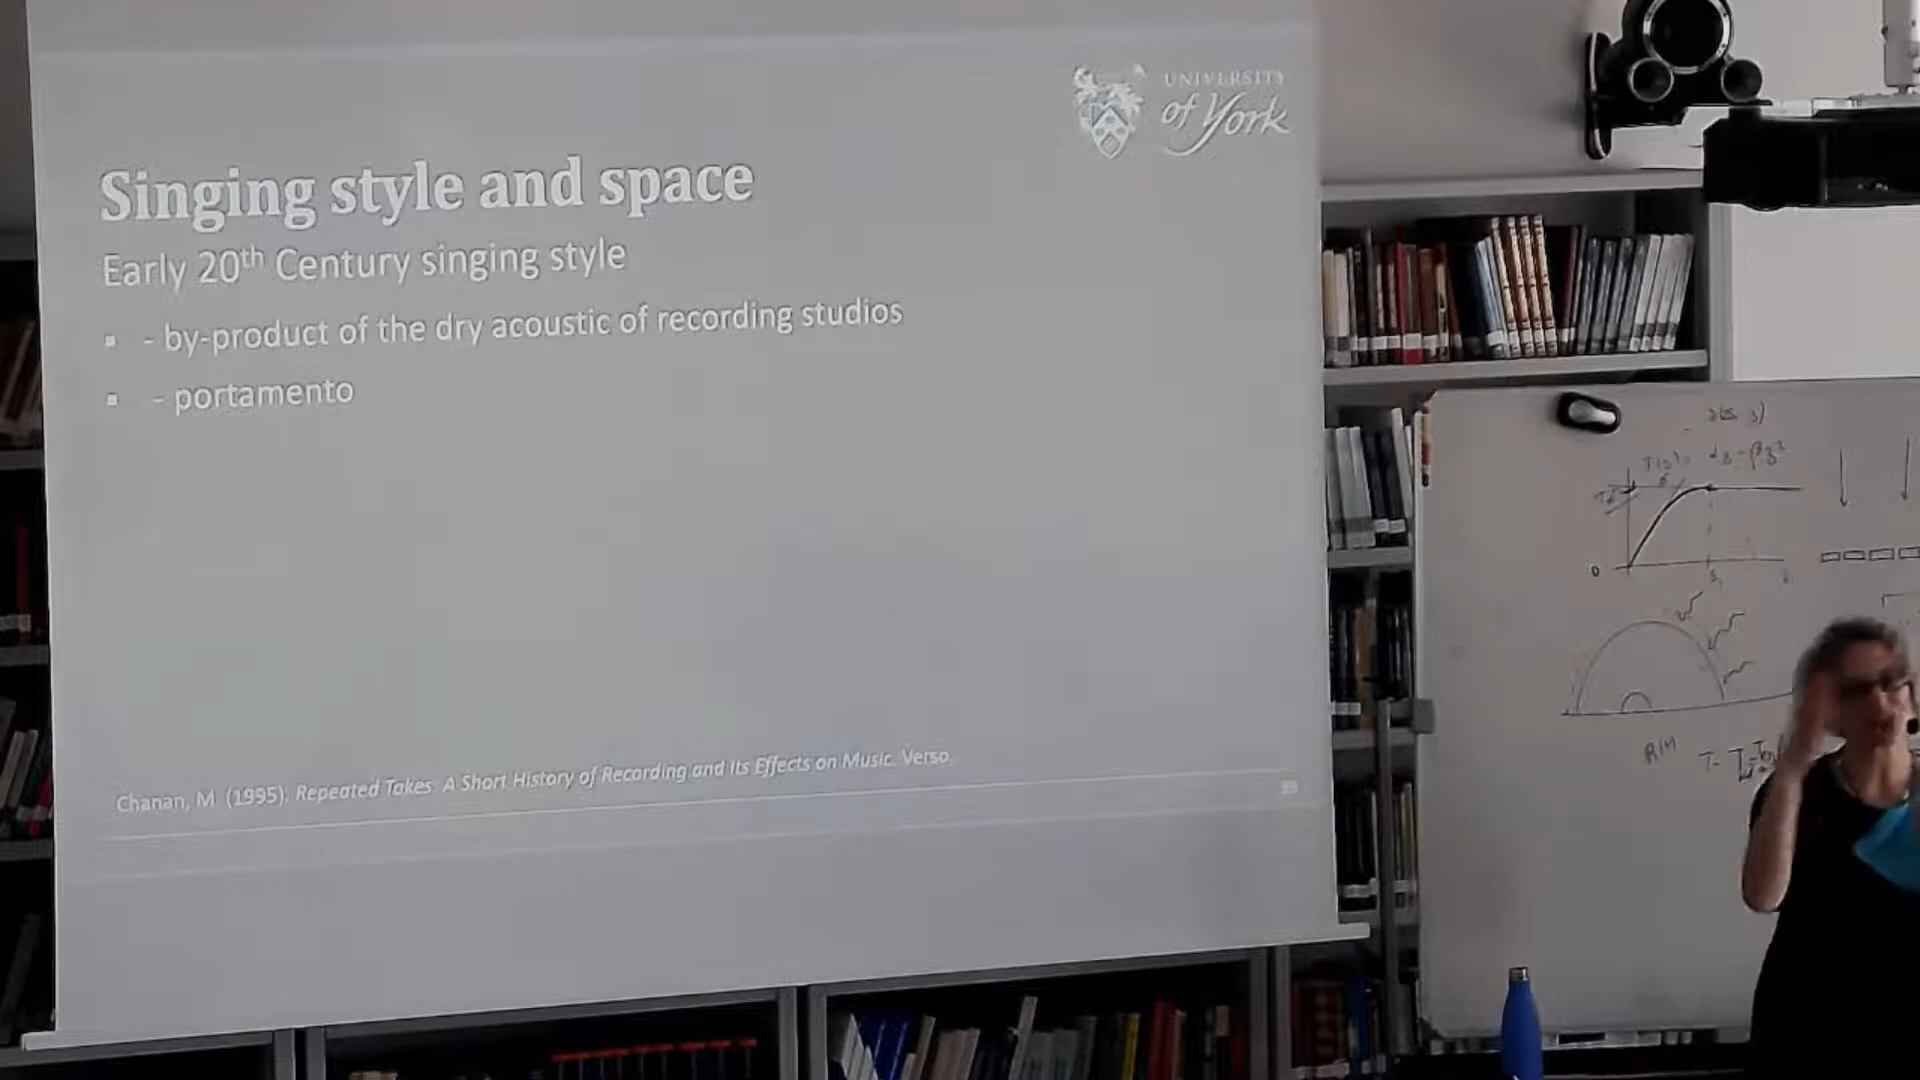 UNIVERSITY
of York
Singing style and space
Early 20th Century singing style
- by-product of the dry acoustic of recording studios
- portamento
Chanan, M. (1995). Repeated Takes: A Short History of Recording and Its Effects on Music. Verso.